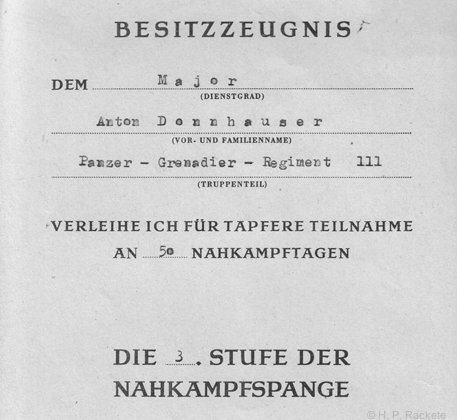 BESITZZEUGNIS
DEM Major
(DIENSTGRAD)
Anton Donnhauser
(VOR- UND FAMILIENNAME)
Panzer - Grenadier - Regiment 111
(TRUPPENTEIL)
VERLEIHE ICH FÜR TAPFERE TEILNAHME
AN 50 NAHKAMPFTAGEN
DIE 3. STUFE DER
NAHKAMPFSPANGE
© H. P. Rackete